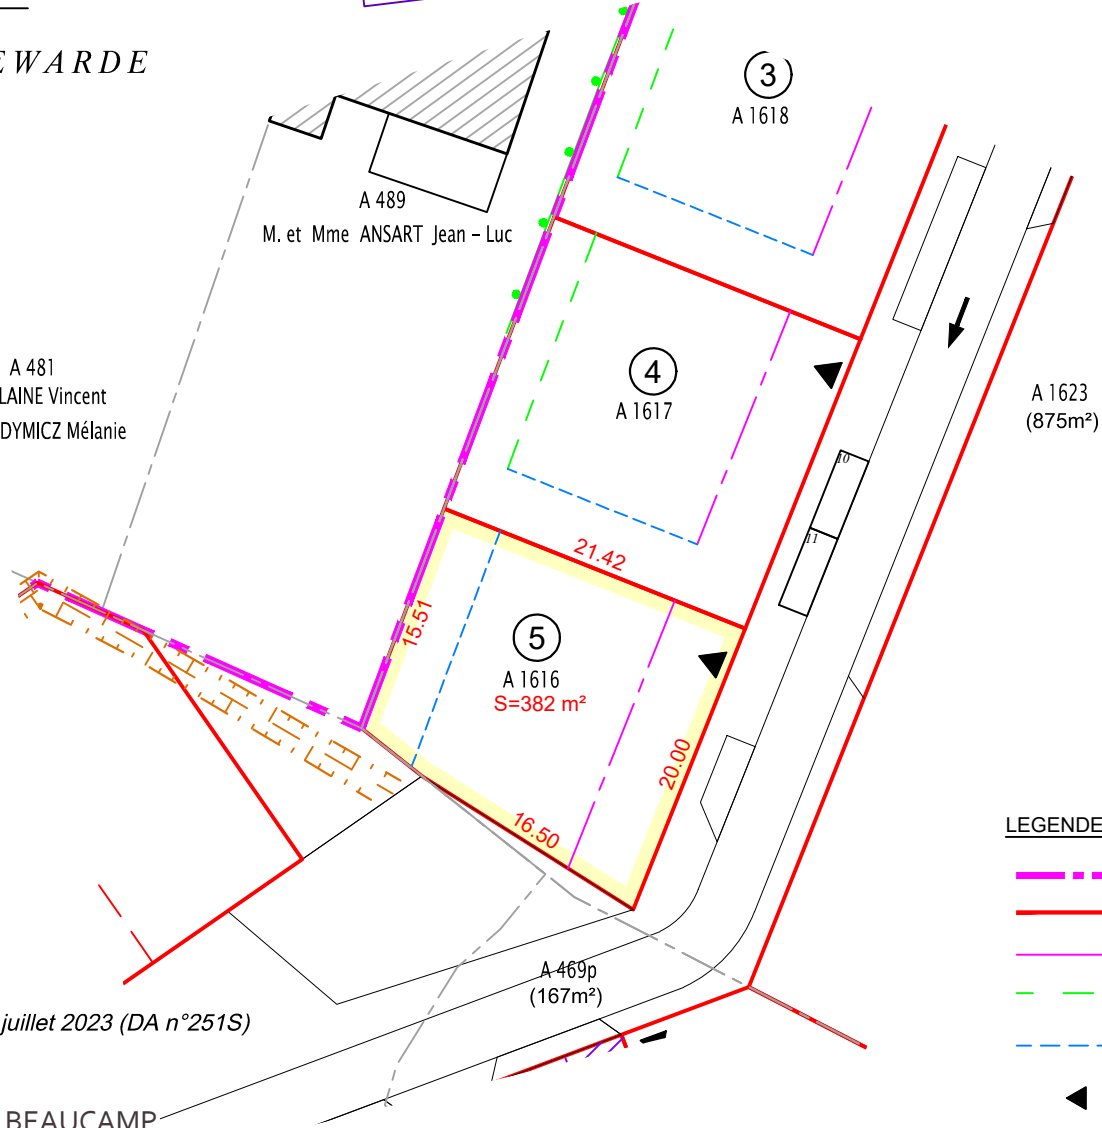 EWARDE
3
A 1618
A 489
M. et Mme ANSART Jean - Luc
A 481
LAINE Vincent
DYMICZ Mélanie
4
A 1617
A 1623
(875m²)
10
11
21.42
15.51
5
A 1616
S=382 m²
20.00
16.50
LEGENDE
A 469p
(167m²)
juillet 2023 (DA n°251S)
BEAUCAMP